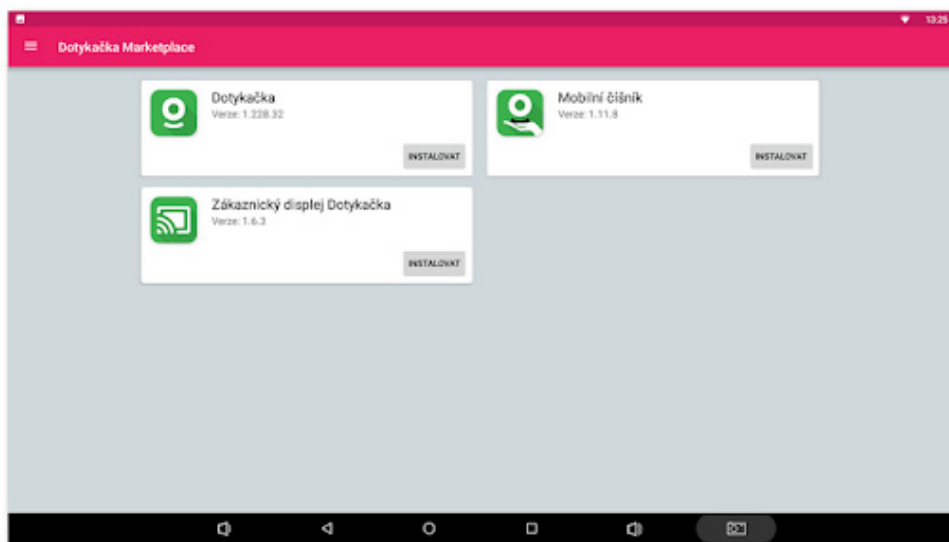 13:25
Dotykačka Marketplace
Dotykačka
Verze: 1.228.32
INSTALOVAT
Mobilní číšník
Verze: 1.11.8
INSTALOVAT
Zákaznický displej Dotykačka
Verze: 1.6.3
INSTALOVAT